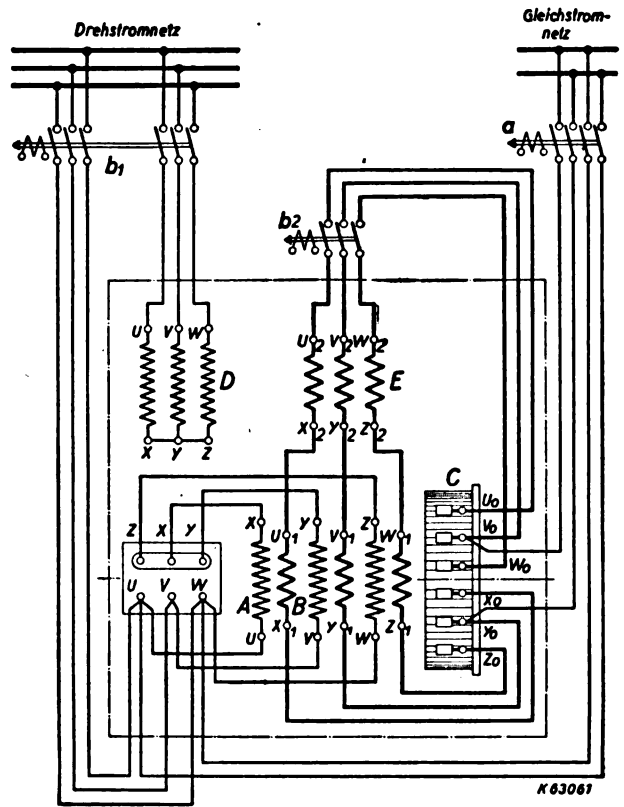 Drehstromnetz
Gleichstrom-
netz
b1
a
b2
U V W
D
X Y Z
U2 V2 W2
E
X2 Y2 Z2
C
Z X Y
U V W
X U1 Y V1 Z W1
A B
U X1 V Y1 W Z1
U0
V0
W0
X0
Y0
Z0
K 63061